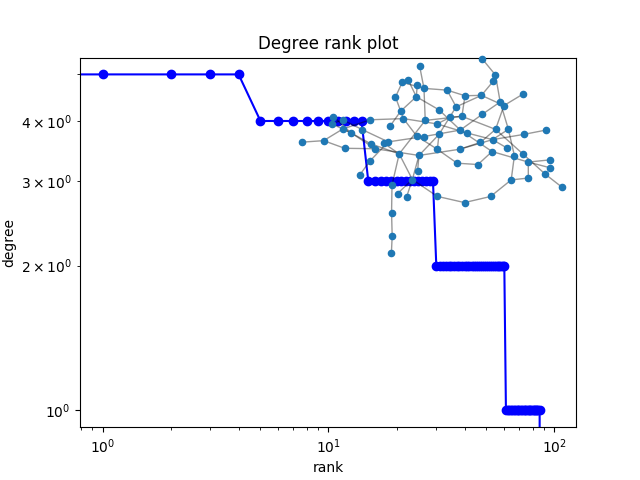 Degree rank plot
degree
4 × 10⁰
3 × 10⁰
2 × 10⁰
10⁰
10⁰
10¹
10²
rank